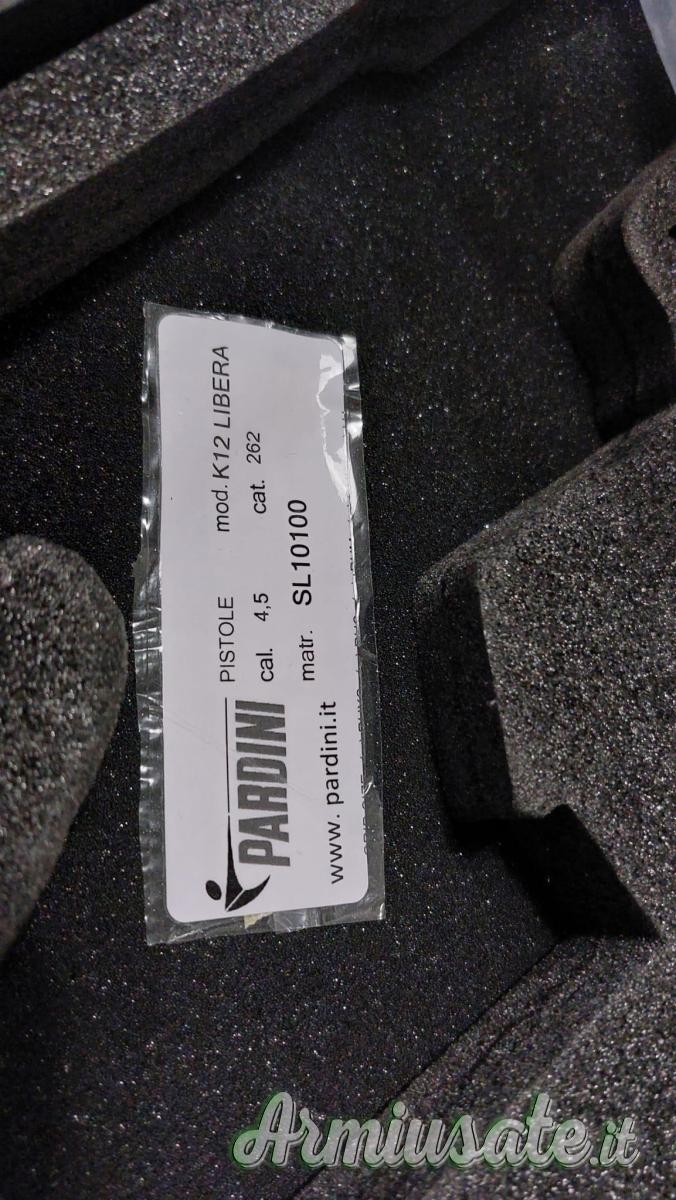 PARDINI
PISTOLE mod. K12 LIBERA
cal. 4,5 cat. 262
matr. SL10100
www. pardini.it
Armiusate.it